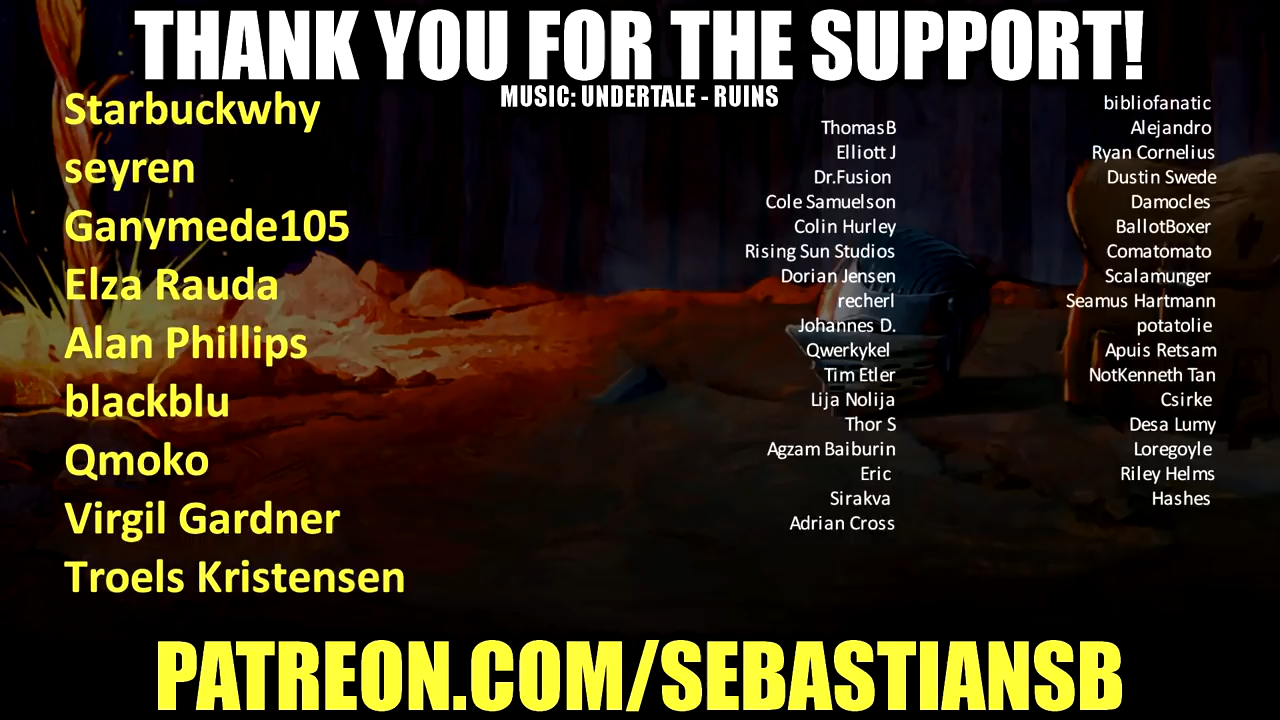 THANK YOU FOR THE SUPPORT!
MUSIC: UNDERTALE - RUINS
Starbuckwhy
seyren
Ganymede105
Elza Rauda
Alan Phillips
blackblu
Qmoko
Virgil Gardner
Troels Kristensen
ThomasB
Elliott J
Dr.Fusion
Cole Samuelson
Colin Hurley
Rising Sun Studios
Dorian Jensen
recherl
Johannes D.
Qwerkykel
Tim Etler
Lija Nolija
Thor S
Agzam Baiburin
Eric
Sirakva
Adrian Cross
bibliofanatic
Alejandro
Ryan Cornelius
Dustin Swede
Damocles
BallotBoxer
Comatomato
Scalamunger
Seamus Hartmann
potatolie
Apuis Retsam
NotKenneth Tan
Csirke
Desa Lumy
Loregoyle
Riley Helms
Hashes
PATREON.COM/SEBASTIANSB